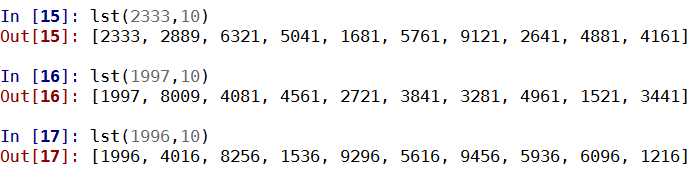 In [15]: lst(2333,10)
Out[15]: [2333, 2889, 6321, 5041, 1681, 5761, 9121, 2641, 4881, 4161]
In [16]: lst(1997,10)
Out[16]: [1997, 8009, 4081, 4561, 2721, 3841, 3281, 4961, 1521, 3441]
In [17]: lst(1996,10)
Out[17]: [1996, 4016, 8256, 1536, 9296, 5616, 9456, 5936, 6096, 1216]